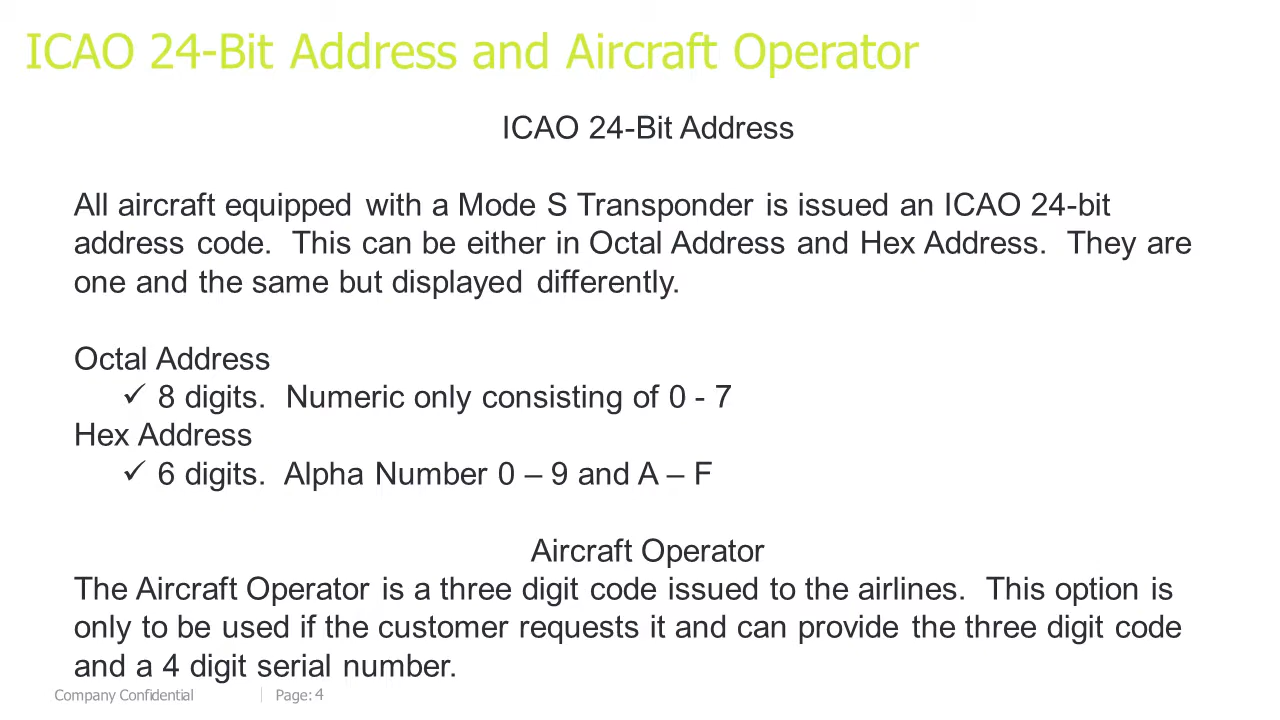 ICAO 24-Bit Address and Aircraft Operator
ICAO 24-Bit Address
All aircraft equipped with a Mode S Transponder is issued an ICAO 24-bit
address code.  This can be either in Octal Address and Hex Address.  They are
one and the same but displayed differently.
Octal Address
✓ 8 digits.  Numeric only consisting of 0 - 7
Hex Address
✓ 6 digits.  Alpha Number 0 – 9 and A – F
Aircraft Operator
The Aircraft Operator is a three digit code issued to the airlines.  This option is
only to be used if the customer requests it and can provide the three digit code
and a 4 digit serial number.
Company Confidential | Page: 4